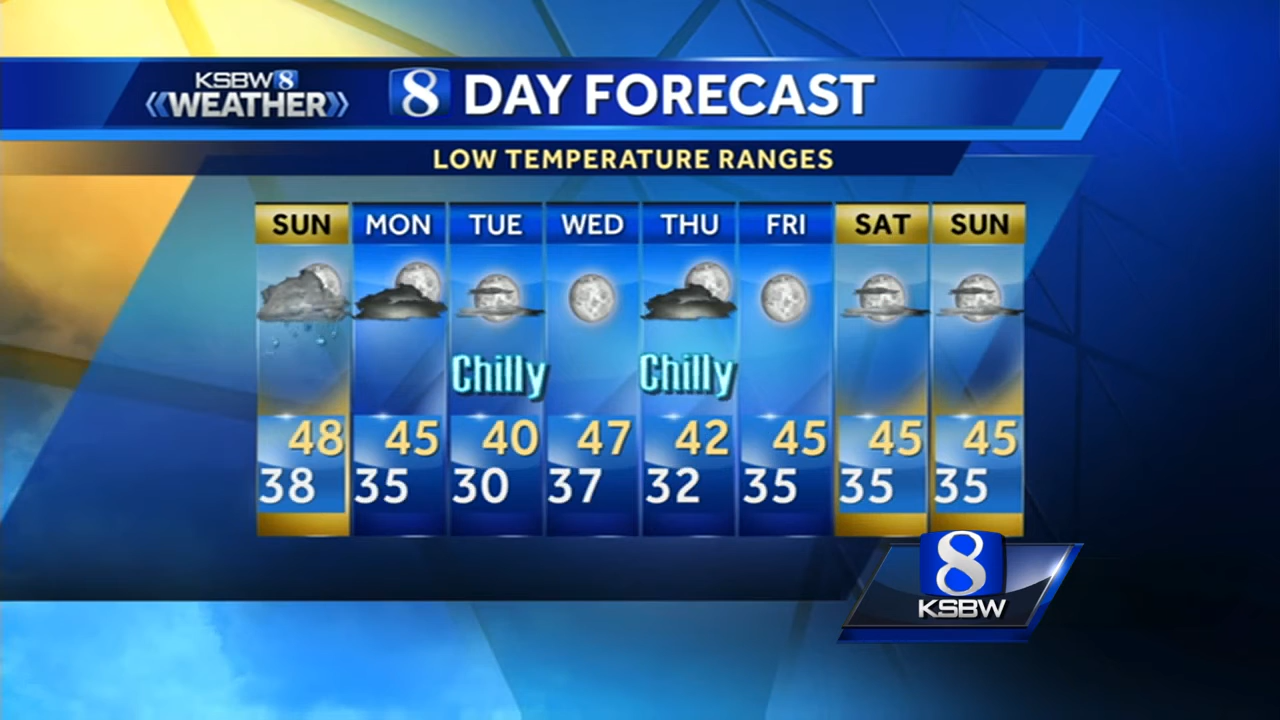 KSBW 8
WEATHER
8 DAY FORECAST
LOW TEMPERATURE RANGES
SUN MON TUE WED THU FRI SAT SUN
Chilly Chilly
48 45 40 47 42 45 45 45
38 35 30 37 32 35 35 35
8
KSBW